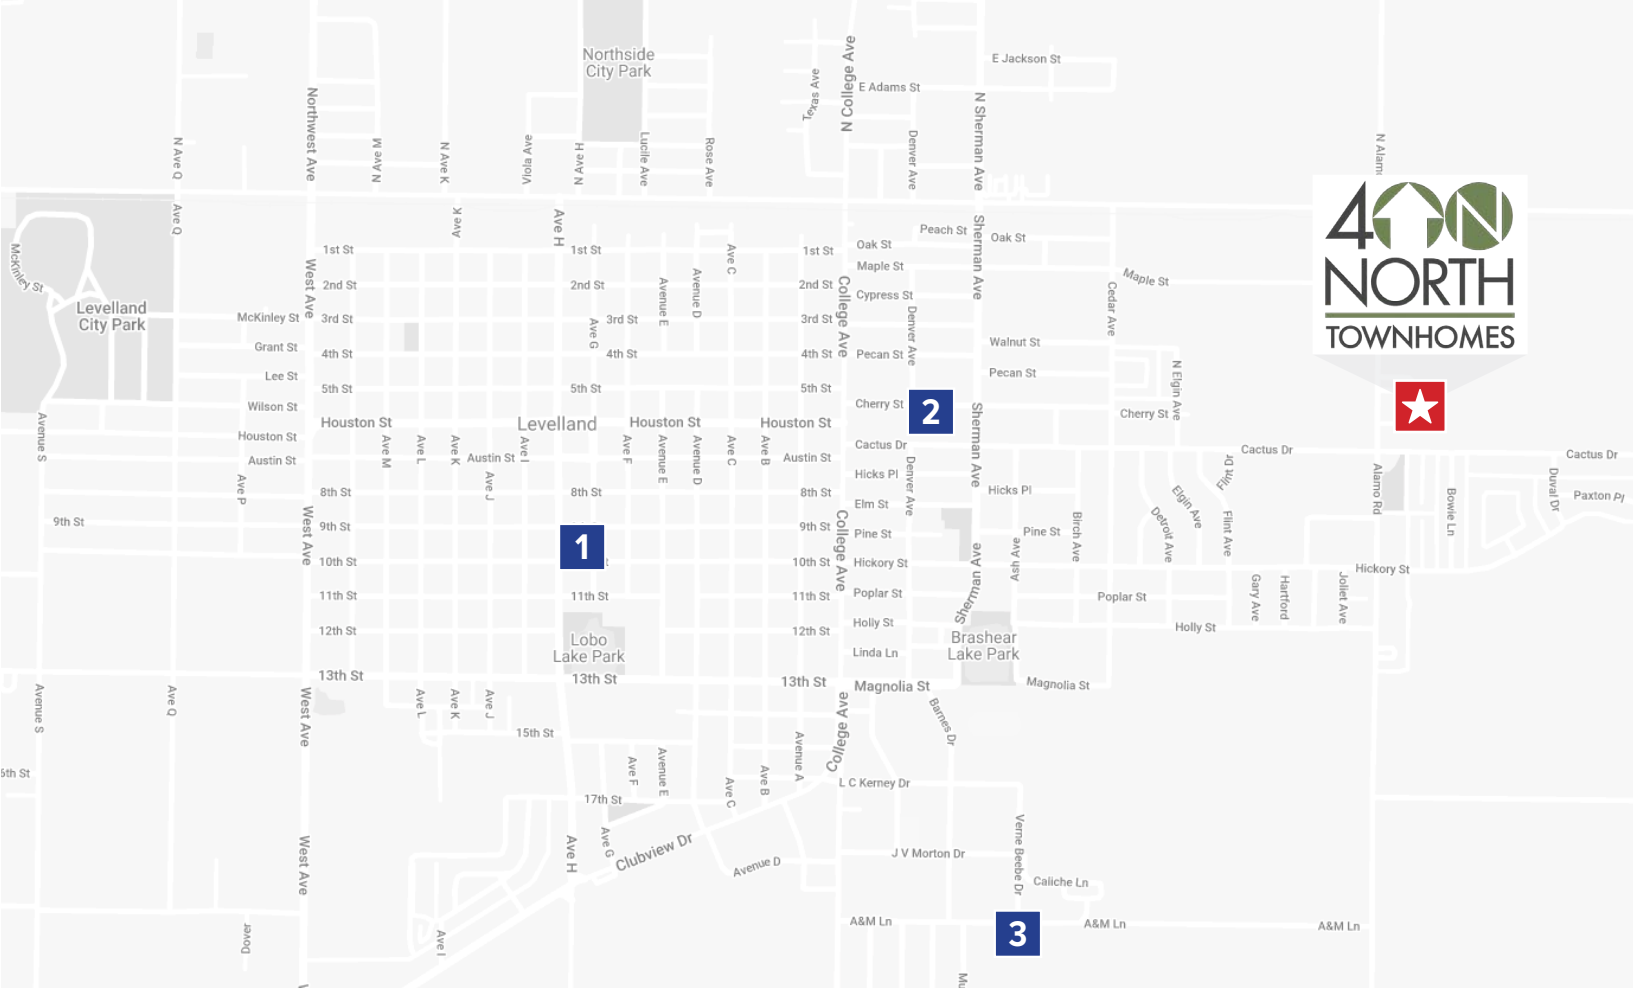 Northside
City Park
E Jackson St
E Adams St
Texas Ave
N College Ave
N Sherman Ave
Northwest Ave
N Ave Q
N Ave M
N Ave K
Viola Ave
N Ave H
Lucile Ave
Rose Ave
Denver Ave
N Alamo
400
NORTH
TOWNHOMES
Ave Q
Ave K
Ave H
Peach St
Sherman Ave
Oak St
Oak St
1st St
1st St
1st St
Ave C
McKinley St
Maple St
Maple St
West Ave
2nd St
2nd St
2nd St
Avenue E
Avenue D
College Ave
Cypress St
Cedar Ave
Levelland
City Park
McKinley St
3rd St
3rd St
3rd St
Ave G
Denver Ave
Grant St
4th St
4th St
4th St
Pecan St
Walnut St
Lee St
5th St
5th St
5th St
Pecan St
N Elgin Ave
Wilson St
Cherry St
2
Cherry St
Sherman Ave
Houston St
Levelland
Houston St
Houston St
Avenue S
Houston St
Ave M
Ave L
Ave K
Ave I
Ave F
Avenue E
Avenue D
Ave C
Ave B
Cactus Dr
Cactus Dr
Cactus Dr
Austin St
Austin St
Austin St
Hicks Pl
Denver Ave
Flint Dr
Alamo Rd
Ave P
Ave J
8th St
8th St
8th St
Hicks Pl
Elgin Ave
Bowie Ln
Duval Dr
Paxton Pl
Elm St
9th St
West Ave
9th St
9th St
College Ave
Pine St
Pine St
Birch Ave
Detroit Ave
Flint Ave
1
10th St
10th St
Hickory St
Sherman Ave
Ash Ave
Hickory St
11th St
11th St
11th St
Poplar St
Poplar St
Gary Ave
Hartford
Joliet Ave
12th St
12th St
Holly St
Holly St
Lobo
Lake Park
Brashear
Lake Park
Linda Ln
13th St
13th St
13th St
Magnolia St
Magnolia St
Avenue S
Ave Q
West Ave
Ave L
Ave K
Ave J
College Ave
Barnes Dr
15th St
Ave F
Avenue E
Avenue A
Ave B
Ave C
6th St
L C Kerney Dr
17th St
Ave H
Ave G
Clubview Dr
Avenue D
J V Morton Dr
Verne Beebe Dr
Caliche Ln
West Ave
A&M Ln
3
A&M Ln
A&M Ln
Dover
Ave I